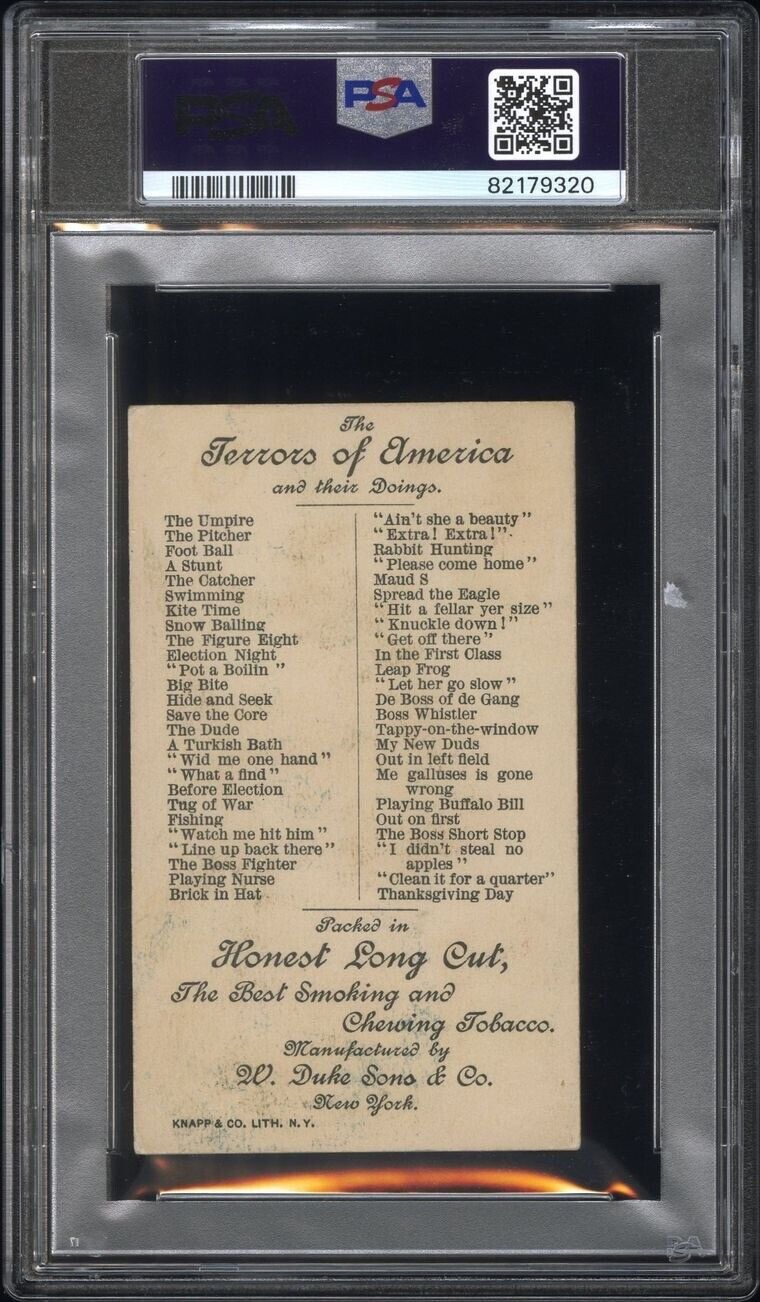 PSA
82179320
The
Terrors of America
and their Doings.
The Umpire
The Pitcher
Foot Ball
A Stunt
The Catcher
Swimming
Kite Time
Snow Balling
The Figure Eight
Election Night
“Pot a Boilin ”
Big Bite
Hide and Seek
Save the Core
The Dude
A Turkish Bath
“Wid me one hand”
“What a find”
Before Election
Tug of War
Fishing
“Watch me hit him”
“Line up back there”
The Boss Fighter
Playing Nurse
Brick in Hat
“Ain't she a beauty”
“Extra! Extra!”
Rabbit Hunting
“Please come home”
Maud S
Spread the Eagle
“Hit a fellar yer size”
“Knuckle down!”
“Get off there”
In the First Class
Leap Frog
“Let her go slow”
De Boss of de Gang
Boss Whistler
Tappy-on-the-window
My New Duds
Out in left field
Me galluses is gone
wrong
Playing Buffalo Bill
Out on first
The Boss Short Stop
“I didn't steal no
apples”
“Clean it for a quarter”
Thanksgiving Day
Packed in
Honest Long Cut,
The Best Smoking and
Chewing Tobacco.
Manufactured by
W. Duke Sons & Co.
New York.
KNAPP & CO. LITH. N.Y.
PSA